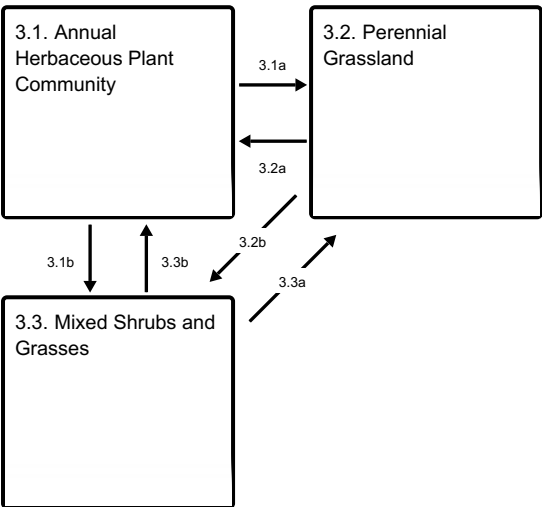 3.1. Annual
Herbaceous Plant
Community
3.2. Perennial
Grassland
3.1a
3.2a
3.2b
3.1b
3.3b
3.3a
3.3. Mixed Shrubs and
Grasses